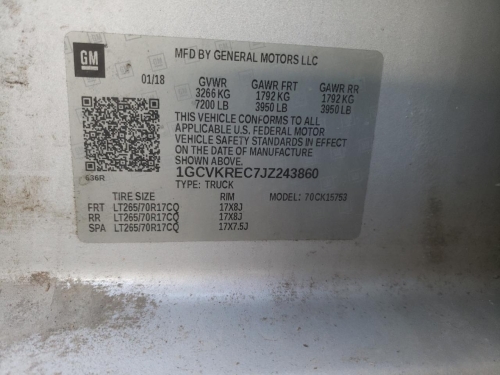 GM
MFD BY GENERAL MOTORS LLC
01/18 GVWR GAWR FRT GAWR RR
3266 KG 1792 KG 1792 KG
7200 LB 3950 LB 3950 LB
THIS VEHICLE CONFORMS TO ALL
APPLICABLE U.S. FEDERAL MOTOR
VEHICLE SAFETY STANDARDS IN EFFECT
ON THE DATE OF MANUFACTURE
SHOWN ABOVE.
636R 1GCVKREC7JZ243860
TYPE: TRUCK
TIRE SIZE RIM MODEL: 70CK15753
FRT LT265/70R17CQ 17X8J
RR LT265/70R17CQ 17X8J
SPA LT265/70R17CQ 17X7.5J